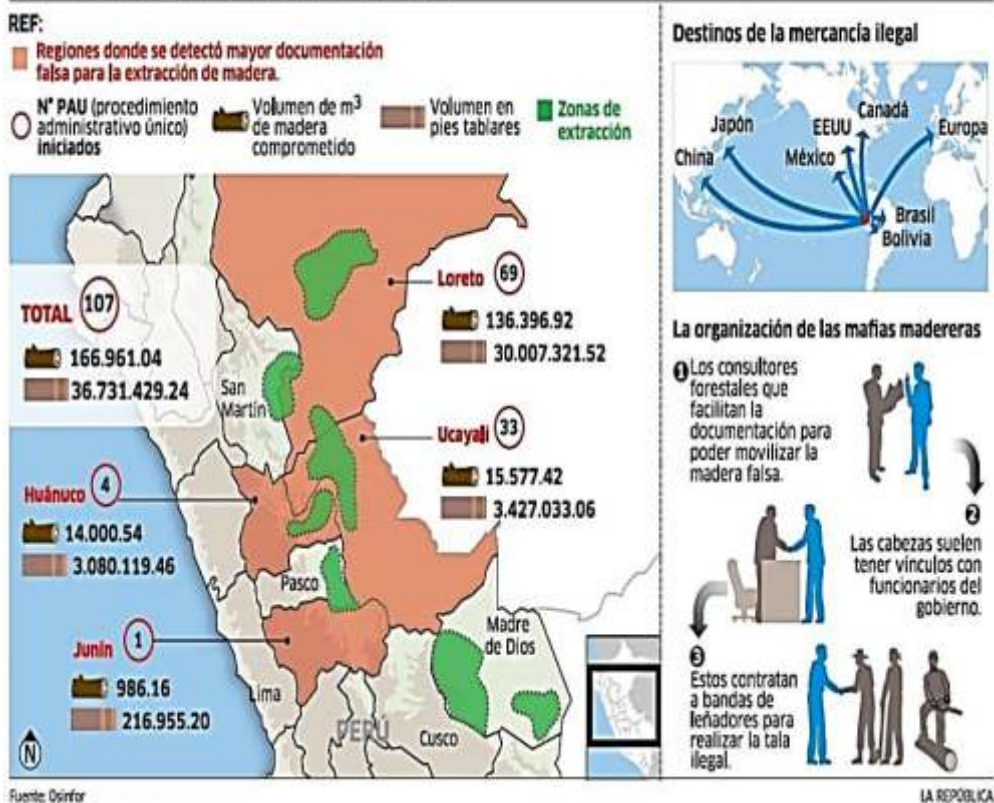 REF:
Regiones donde se detectó mayor documentación
falsa para la extracción de madera.
N° PAU (procedimiento
administrativo único)
iniciados
Volumen de m³
de madera
comprometido
Volumen en
pies tablares
Zonas de
extracción
TOTAL 107
166.961.04
36.731.429.24
Loreto 69
136.396.92
30.007.321.52
San
Martín
Ucayali 33
15.577.42
3.427.033.06
Huánuco 4
14.000.54
3.080.119.46
Pasco
Junín 1
986.16
216.955.20
Lima
Madre
de Dios
PERÚ
Cusco
N
Fuente: Osinfor
Destinos de la mercancía ilegal
Japón
China
EEUU
Canadá
México
Europa
Brasil
Bolivia
La organización de las mafias madereras
1 Los consultores
forestales que
facilitan la
documentación para
poder movilizar la
madera falsa.
2
Las cabezas suelen
tener vínculos con
funcionarios del
gobierno.
3
Estos contratan
a bandas de
leñadores para
realizar la tala
ilegal.
LA REPÚBLICA